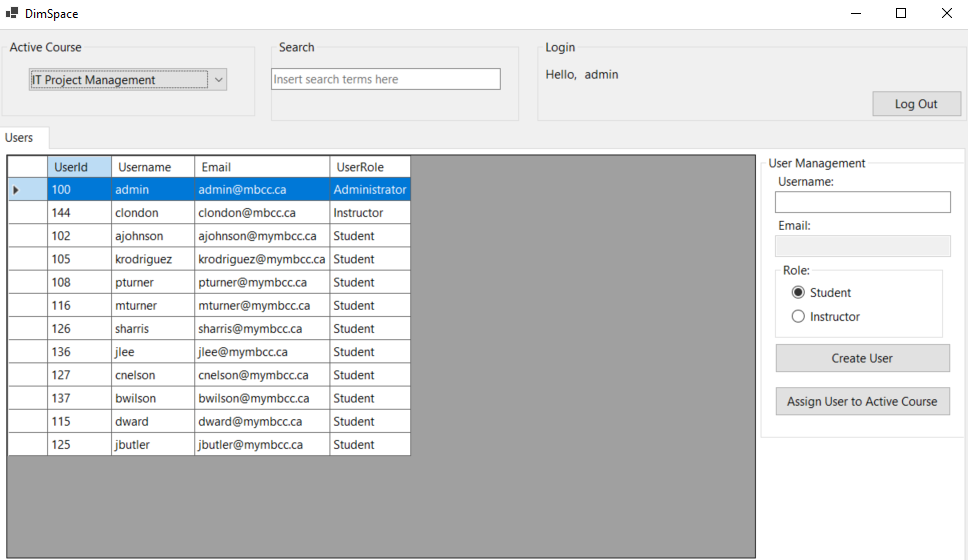 DimSpace
Active Course
IT Project Management
Search
Insert search terms here
Login
Hello, admin
Log Out
Users
UserId Username Email UserRole
100 admin admin@mbcc.ca Administrator
144 clondon clondon@mbcc.ca Instructor
102 ajohnson ajohnson@mymbcc.ca Student
105 krodriguez krodriguez@mymbcc.ca Student
108 pturner pturner@mymbcc.ca Student
116 mturner mturner@mymbcc.ca Student
126 sharris sharris@mymbcc.ca Student
136 jlee jlee@mymbcc.ca Student
127 cnelson cnelson@mymbcc.ca Student
137 bwilson bwilson@mymbcc.ca Student
115 dward dward@mymbcc.ca Student
125 jbutler jbutler@mymbcc.ca Student
User Management
Username:
Email:
Role:
Student
Instructor
Create User
Assign User to Active Course